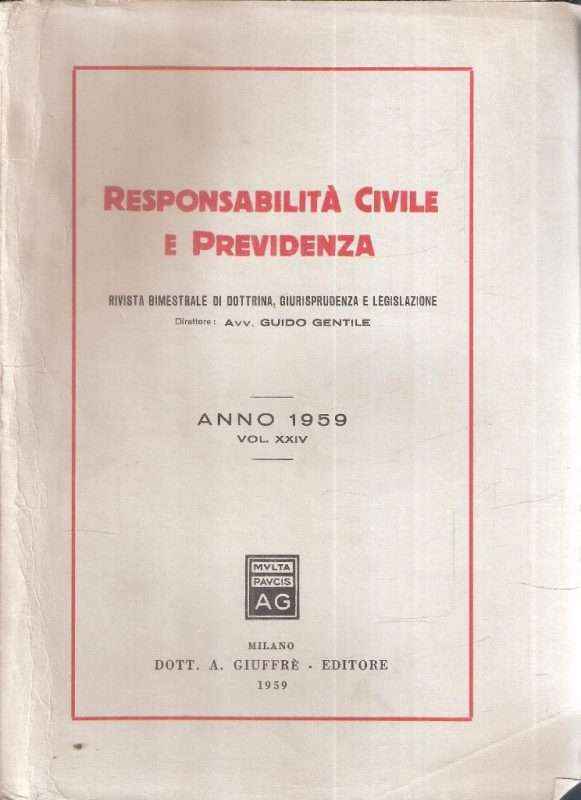 RESPONSABILITÀ CIVILE
E PREVIDENZA
RIVISTA BIMESTRALE DI DOTTRINA, GIURISPRUDENZA E LEGISLAZIONE
Direttore: Avv. GUIDO GENTILE
ANNO 1959
VOL. XXIV
MVLTA
PAVCIS
AG
MILANO
DOTT. A. GIUFFRÈ - EDITORE
1959